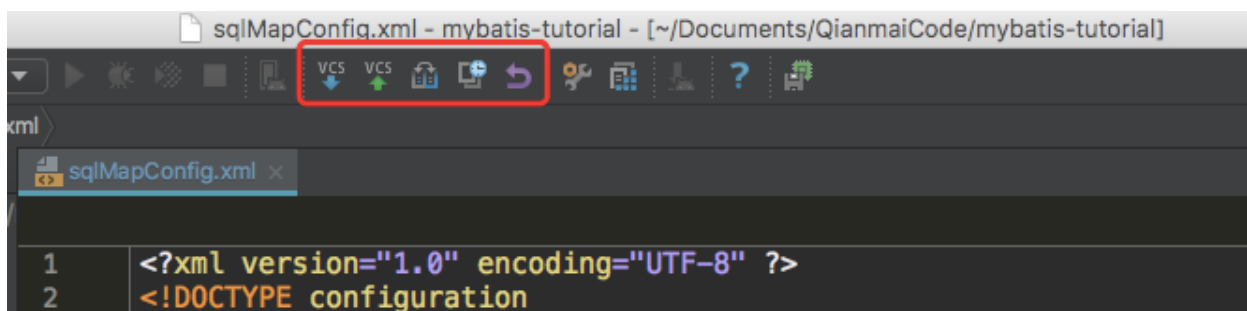 sqlMapConfig.xml - mybatis-tutorial - [~/Documents/QianmaiCode/mybatis-tutorial]
VCS VCS ?
xml
sqlMapConfig.xml ×
1 <?xml version="1.0" encoding="UTF-8" ?>
2 <!DOCTYPE configuration